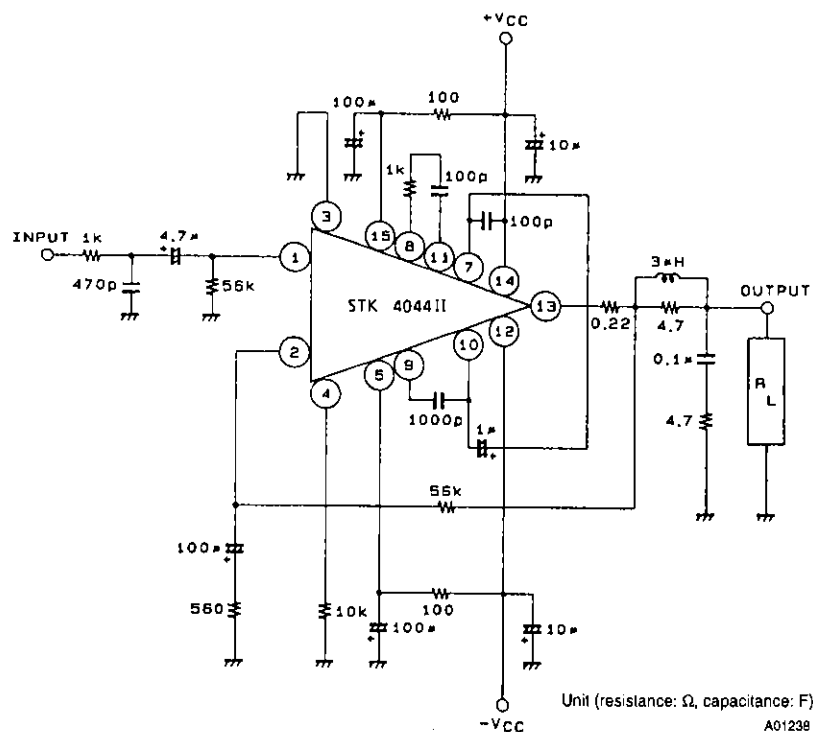 +VCC
100µ
100
10µ
1k
100p
100p
3
15
8
11
7
14
INPUT
1k
4.7µ
1
470p
56k
STK 4044II
13
3µH
OUTPUT
0.22
4.7
2
12
10
9
5
4
0.1µ
RL
1000p
1µ
4.7
56k
100µ
560
10k
100µ
100
10µ
-VCC
Unit (resistance: Ω, capacitance: F)
A01238